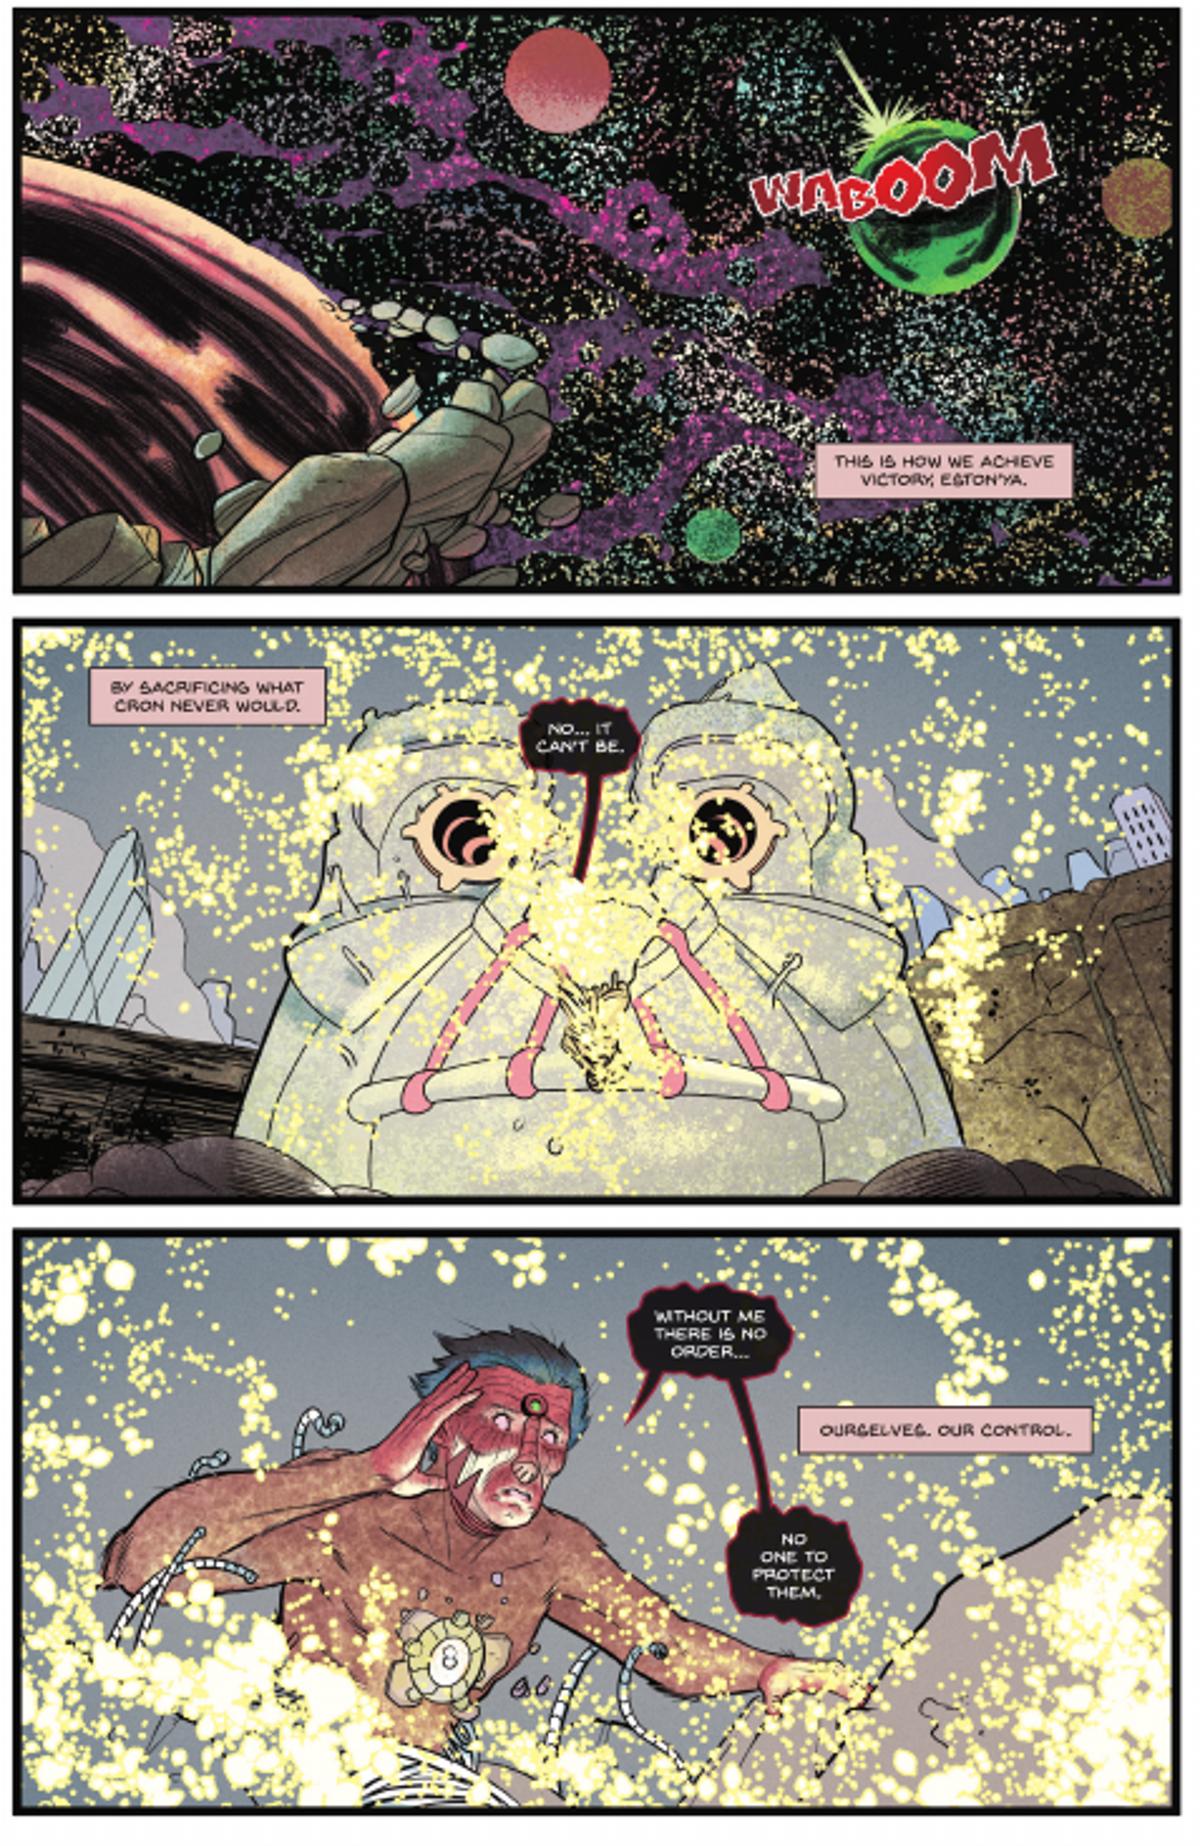 WABOOM
THIS IS HOW WE ACHIEVE
VICTORY, ESTON'YA.
BY SACRIFICING WHAT
CRON NEVER WOULD.
NO... IT
CAN'T BE.
WITHOUT ME
THERE IS NO
ORDER...
OURSELVES. OUR CONTROL.
NO
ONE TO
PROTECT
THEM.
8